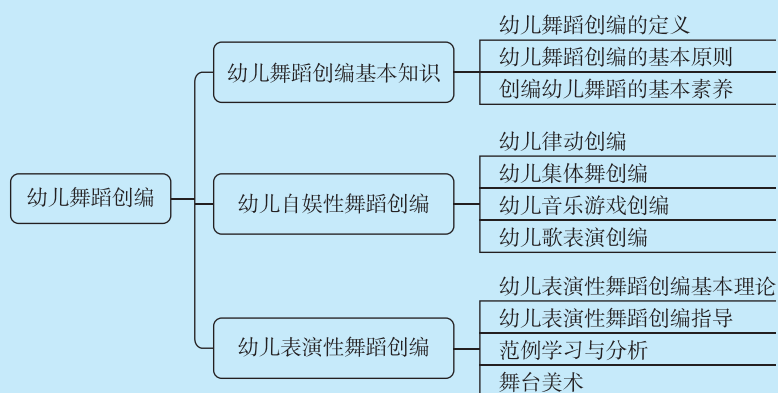 幼儿舞蹈创编
幼儿舞蹈创编基本知识
幼儿舞蹈创编的定义
幼儿舞蹈创编的基本原则
创编幼儿舞蹈的基本素养
幼儿自娱性舞蹈创编
幼儿律动创编
幼儿集体舞创编
幼儿音乐游戏创编
幼儿歌表演创编
幼儿表演性舞蹈创编
幼儿表演性舞蹈创编基本理论
幼儿表演性舞蹈创编指导
范例学习与分析
舞台美术